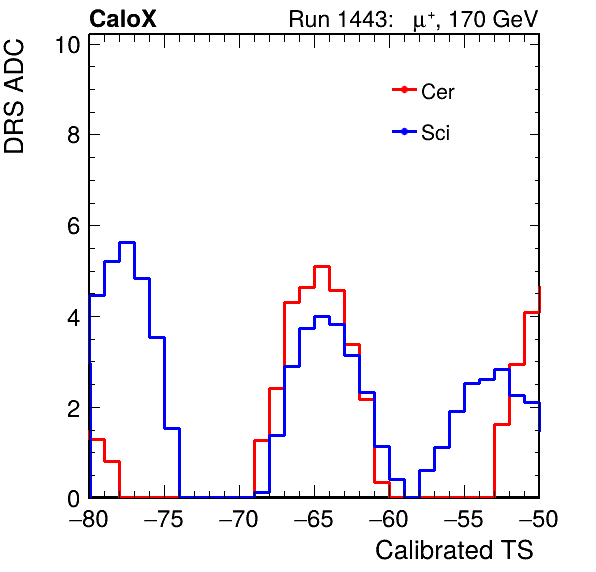 CaloX Run 1443: μ⁺, 170 GeV
DRS ADC
10
8
6
4
2
0
Cer
Sci
−80 −75 −70 −65 −60 −55 −50
Calibrated TS